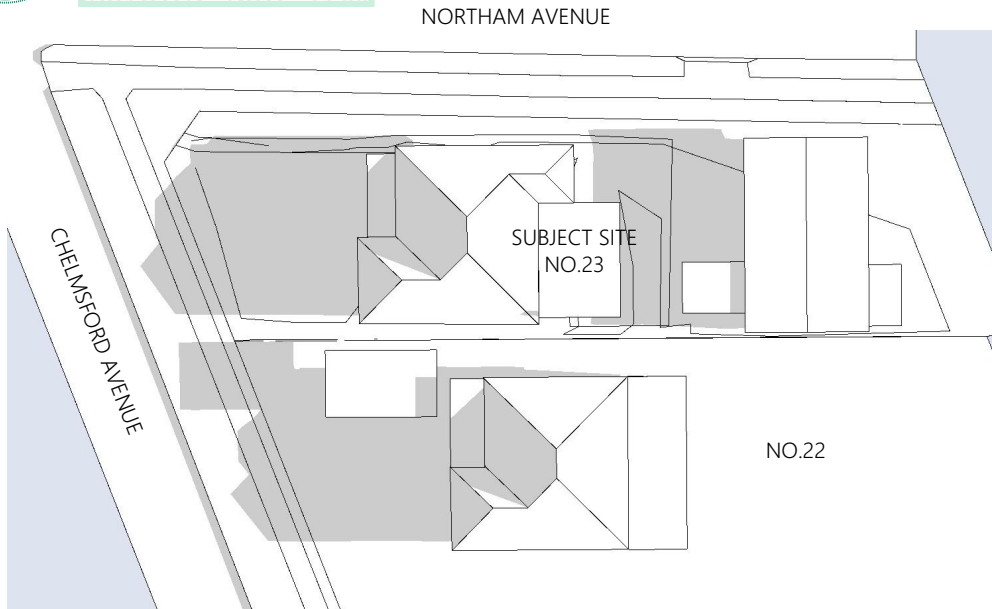 NORTHAM AVENUE
SUBJECT SITE
NO.23
CHELMSFORD AVENUE
NO.22